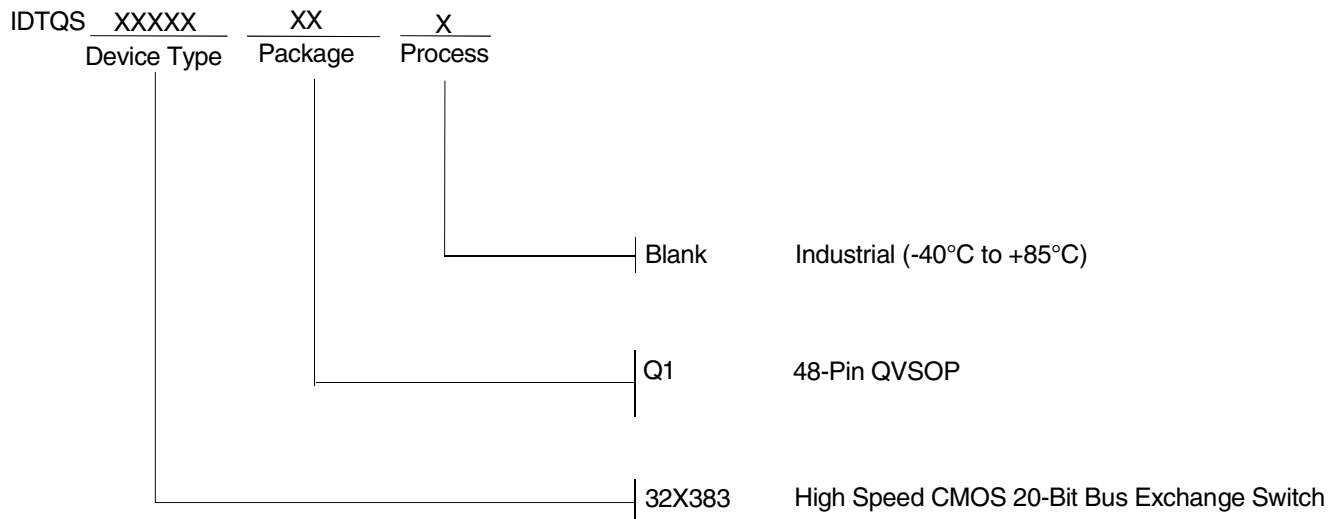 IDTQS XXXXX XX X
Device Type Package Process
Blank Industrial (-40°C to +85°C)
Q1 48-Pin QVSOP
32X383 High Speed CMOS 20-Bit Bus Exchange Switch